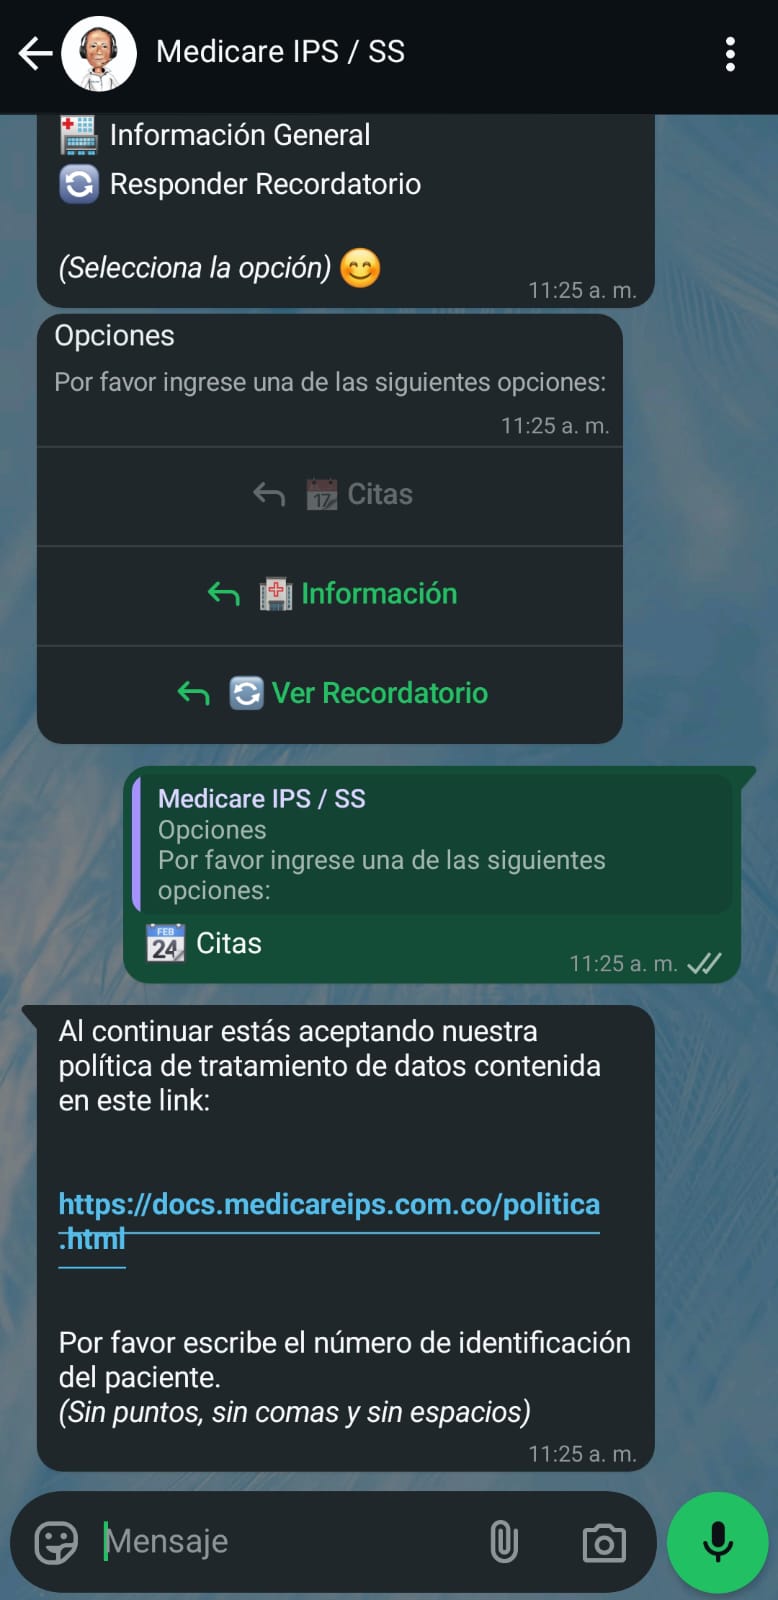 Medicare IPS / SS
Información General
Responder Recordatorio
(Selecciona la opción) 😊
11:25 a. m.
Opciones
Por favor ingrese una de las siguientes opciones:
11:25 a. m.
17 Citas
Información
Ver Recordatorio
Medicare IPS / SS
Opciones
Por favor ingrese una de las siguientes
opciones:
FEB
24 Citas
11:25 a. m.
Al continuar estás aceptando nuestra
política de tratamiento de datos contenida
en este link:
https://docs.medicareips.com.co/politica
.html
Por favor escribe el número de identificación
del paciente.
(Sin puntos, sin comas y sin espacios)
11:25 a. m.
Mensaje